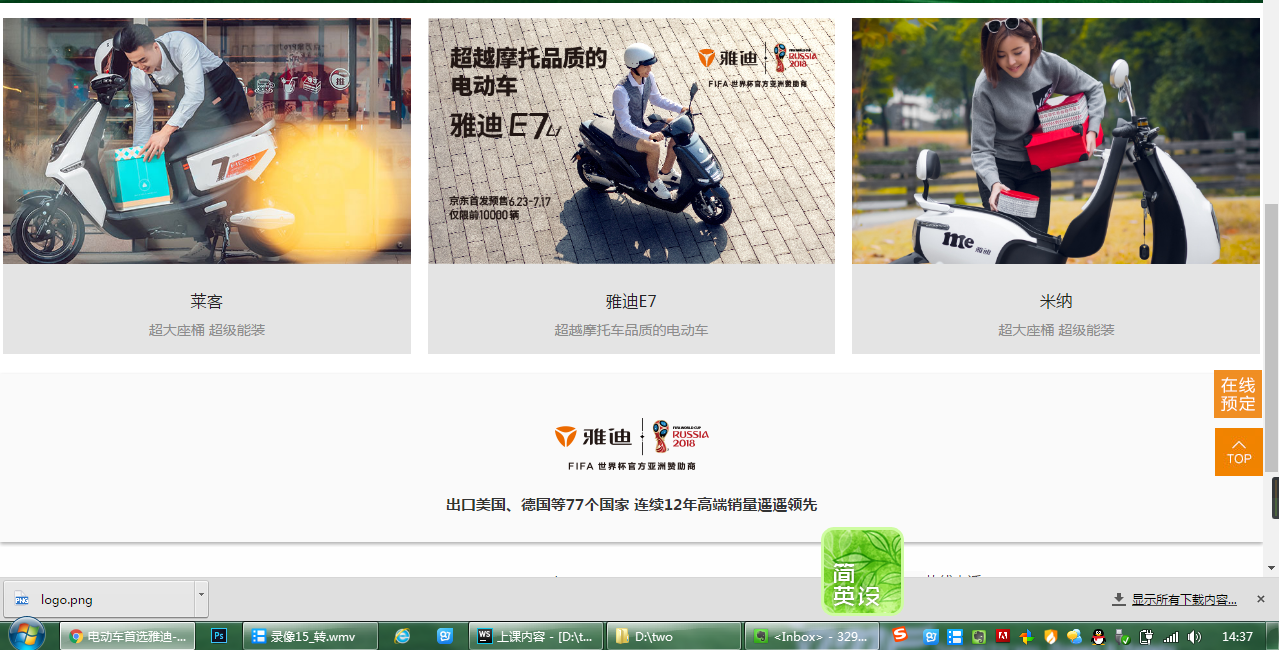 超越摩托品质的
电动车
雅迪 E7
京东首发预售6.23-7.17
仅限前10000辆
雅迪
FIFA WORLD CUP
RUSSIA
2018
FIFA 世界杯官方亚洲赞助商
7
me 雅迪
莱客
超大座桶 超级能装
雅迪E7
超越摩托车品质的电动车
米纳
超大座桶 超级能装
在线
预定
TOP
雅迪
FIFA WORLD CUP
RUSSIA
2018
FIFA 世界杯官方亚洲赞助商
出口美国、德国等77个国家 连续12年高端销量遥遥领先
简
英设
logo.png
显示所有下载内容...
电动车首选雅迪-...
Ps
录像15_转.wmv
WS
上课内容 - [D:\t...
D:\two
<Inbox> - 329...
14:37